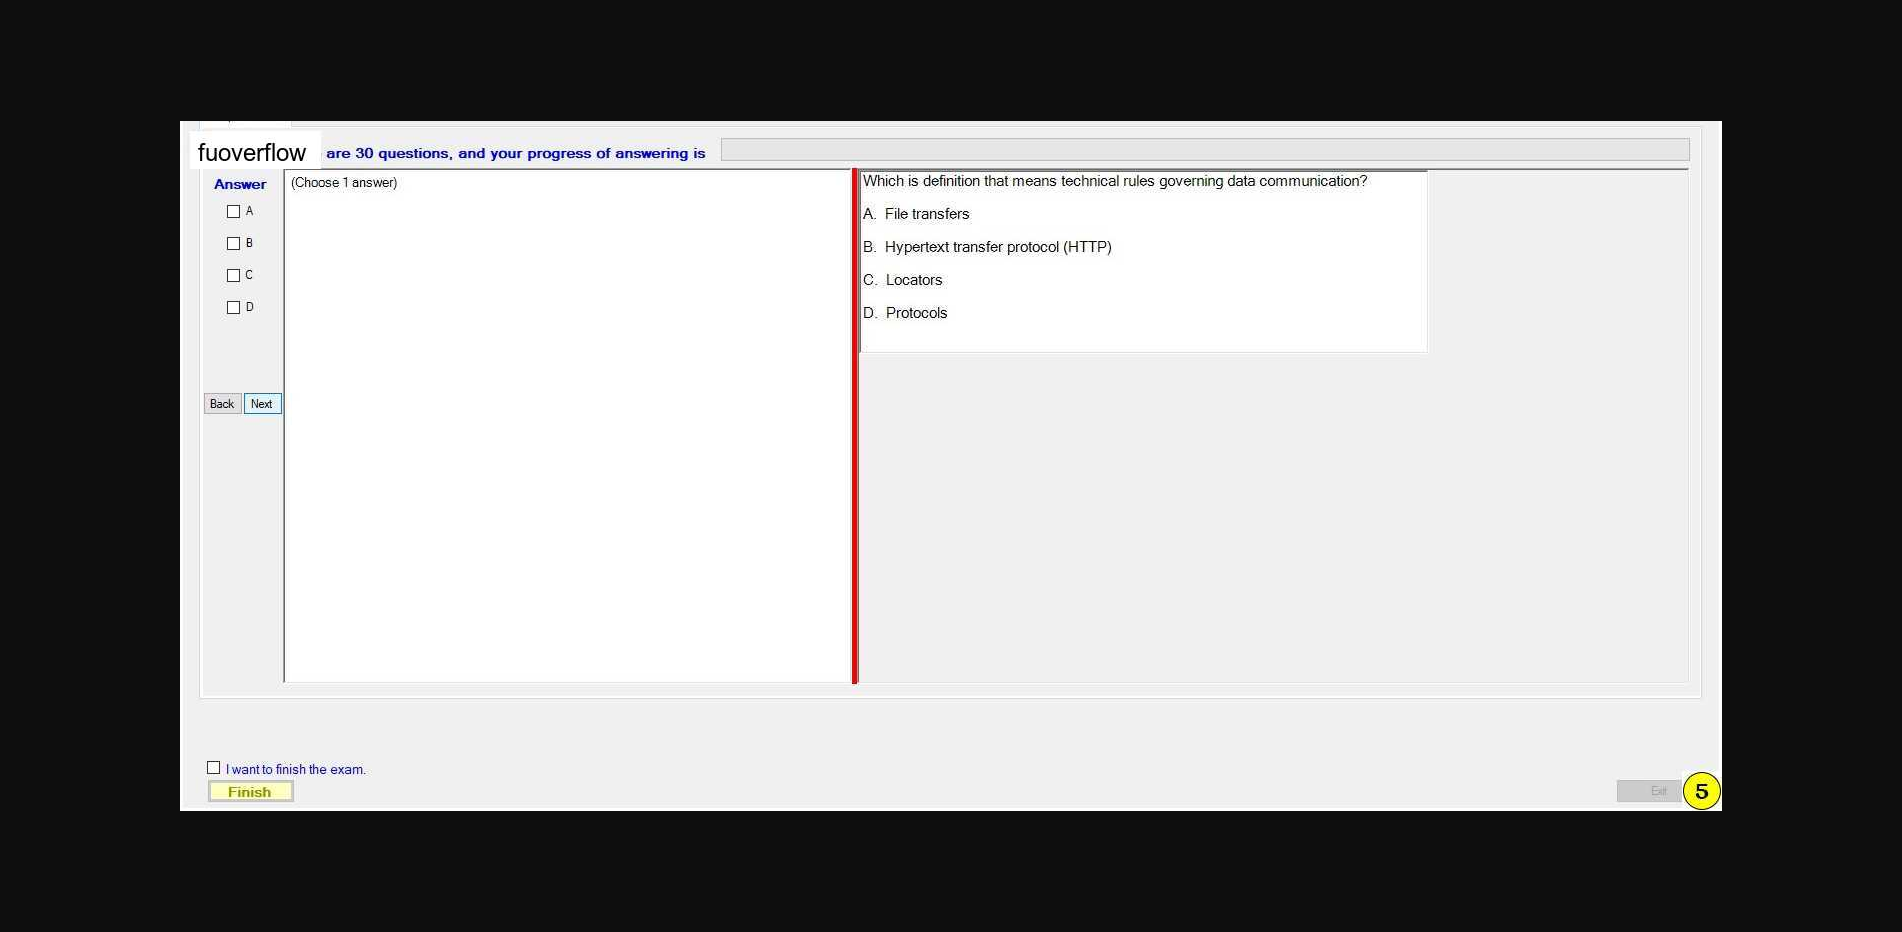 fuoverflow are 30 questions, and your progress of answering is
Answer
(Choose 1 answer)
A
B
C
D
Back Next
Which is definition that means technical rules governing data communication?
A. File transfers
B. Hypertext transfer protocol (HTTP)
C. Locators
D. Protocols
I want to finish the exam.
Finish
Exit
5